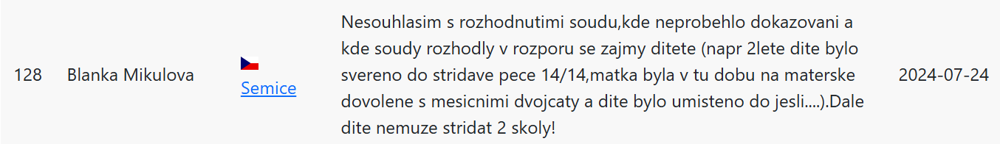 Nesouhlasim s rozhodnutimi soudu,kde neprobehlo dokazovani a
kde soudy rozhodly v rozporu se zajmy ditete (napr 2lete dite bylo
128 Blanka Mikulova svereno do stridave pece 14/14,matka byla v tu dobu na materske 2024-07-24
Semice dovolene s mesicnimi dvojcaty a dite bylo umisteno do jesli....).Dale
dite nemuze stridat 2 skoly!